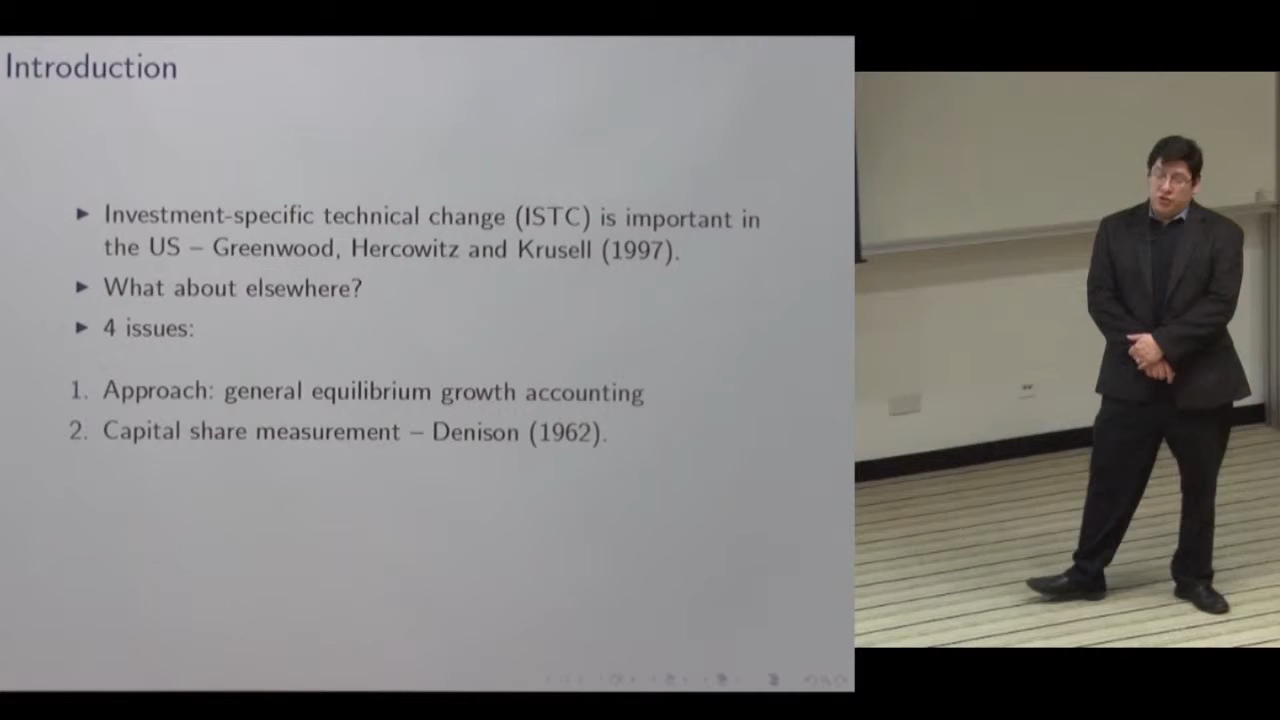 Introduction
▶ Investment-specific technical change (ISTC) is important in
the US – Greenwood, Hercowitz and Krusell (1997).
▶ What about elsewhere?
▶ 4 issues:
1. Approach: general equilibrium growth accounting
2. Capital share measurement – Denison (1962).